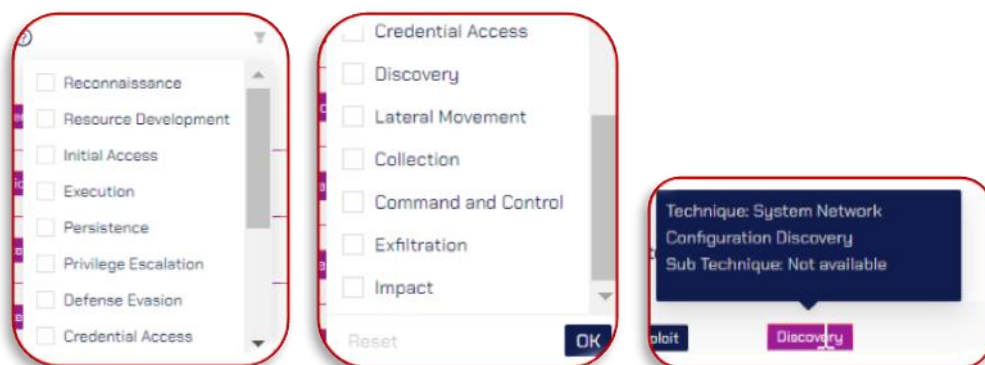 Reconnaissance
Resource Development
Initial Access
Execution
Persistence
Privilege Escalation
Defense Evasion
Credential Access
Credential Access
Discovery
Lateral Movement
Collection
Command and Control
Exfiltration
Impact
Reset
OK
Technique: System Network
Configuration Discovery
Sub Technique: Not available
ploit
Discovery